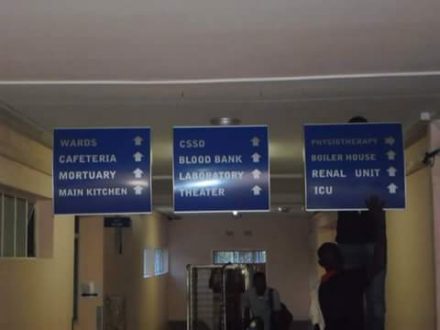 WARDS
CAFETERIA
MORTUARY
MAIN KITCHEN
CSSD
BLOOD BANK
LABORATORY
THEATER
PHYSIOTHERAPY
BOILER HOUSE
RENAL UNIT
ICU